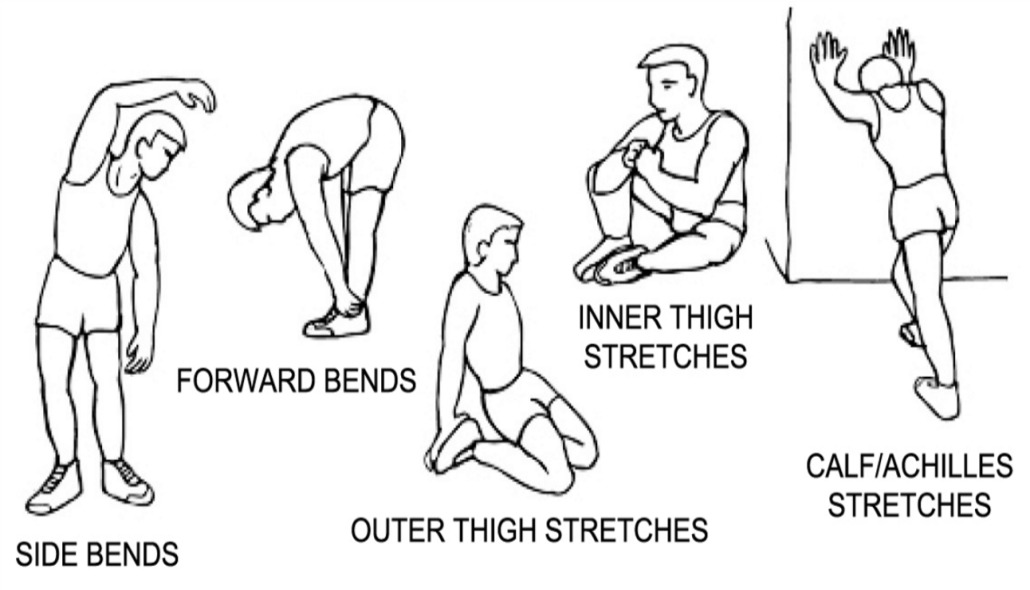 SIDE BENDS
FORWARD BENDS
OUTER THIGH STRETCHES
INNER THIGH
STRETCHES
CALF/ACHILLES
STRETCHES